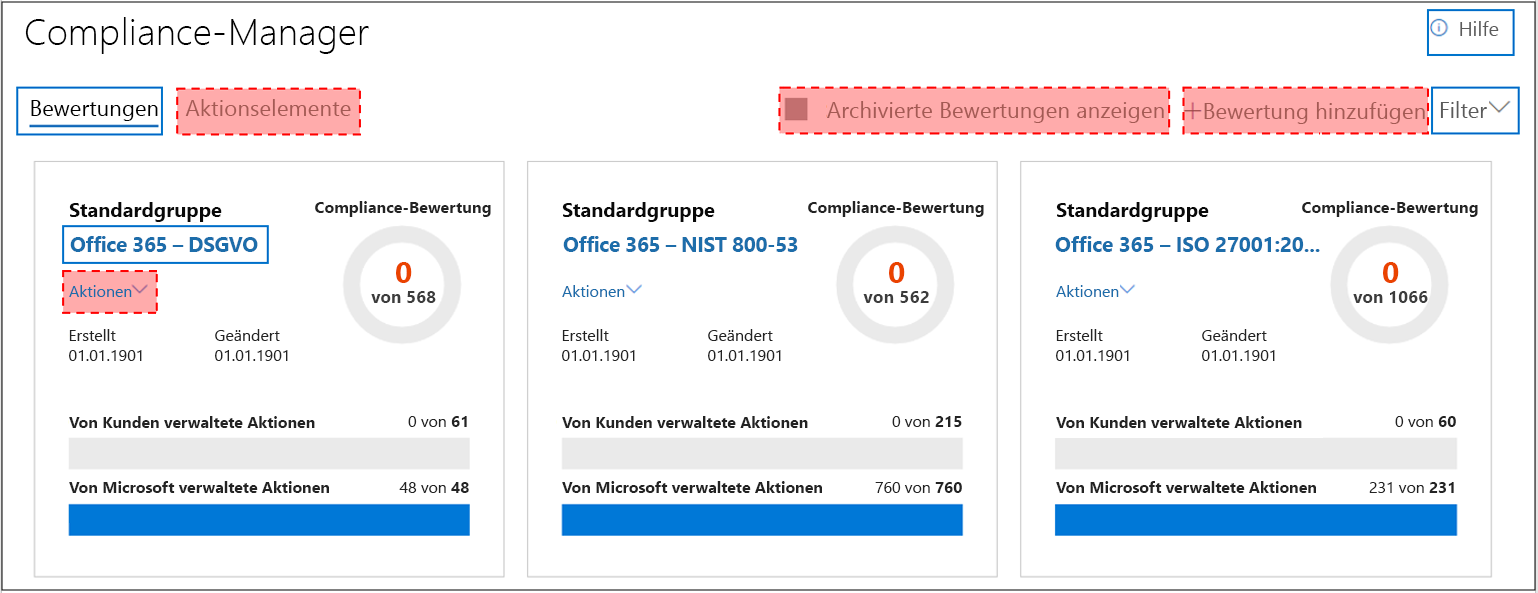 Compliance-Manager
Hilfe
Bewertungen Aktionselemente Archivierte Bewertungen anzeigen +Bewertung hinzufügen Filter
Standardgruppe Compliance-Bewertung
Office 365 – DSGVO
0
von 568
Aktionen
Erstellt Geändert
01.01.1901 01.01.1901
Von Kunden verwaltete Aktionen 0 von 61
Von Microsoft verwaltete Aktionen 48 von 48
Standardgruppe Compliance-Bewertung
Office 365 – NIST 800-53
0
von 562
Aktionen
Erstellt Geändert
01.01.1901 01.01.1901
Von Kunden verwaltete Aktionen 0 von 215
Von Microsoft verwaltete Aktionen 760 von 760
Standardgruppe Compliance-Bewertung
Office 365 – ISO 27001:20...
0
von 1066
Aktionen
Erstellt Geändert
01.01.1901 01.01.1901
Von Kunden verwaltete Aktionen 0 von 60
Von Microsoft verwaltete Aktionen 231 von 231